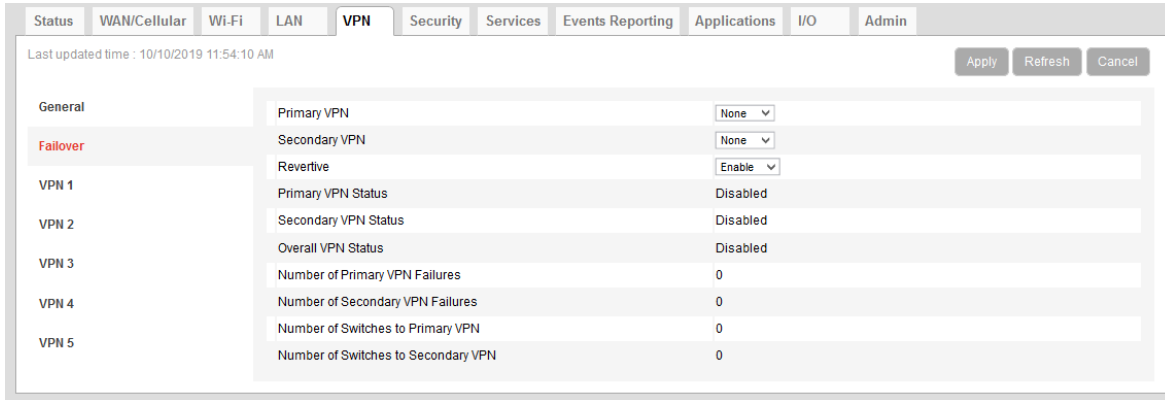 Status WAN/Cellular Wi-Fi LAN VPN Security Services Events Reporting Applications I/O Admin
Last updated time : 10/10/2019 11:54:10 AM
Apply Refresh Cancel
General
Failover
VPN 1
VPN 2
VPN 3
VPN 4
VPN 5
Primary VPN None
Secondary VPN None
Revertive Enable
Primary VPN Status Disabled
Secondary VPN Status Disabled
Overall VPN Status Disabled
Number of Primary VPN Failures 0
Number of Secondary VPN Failures 0
Number of Switches to Primary VPN 0
Number of Switches to Secondary VPN 0